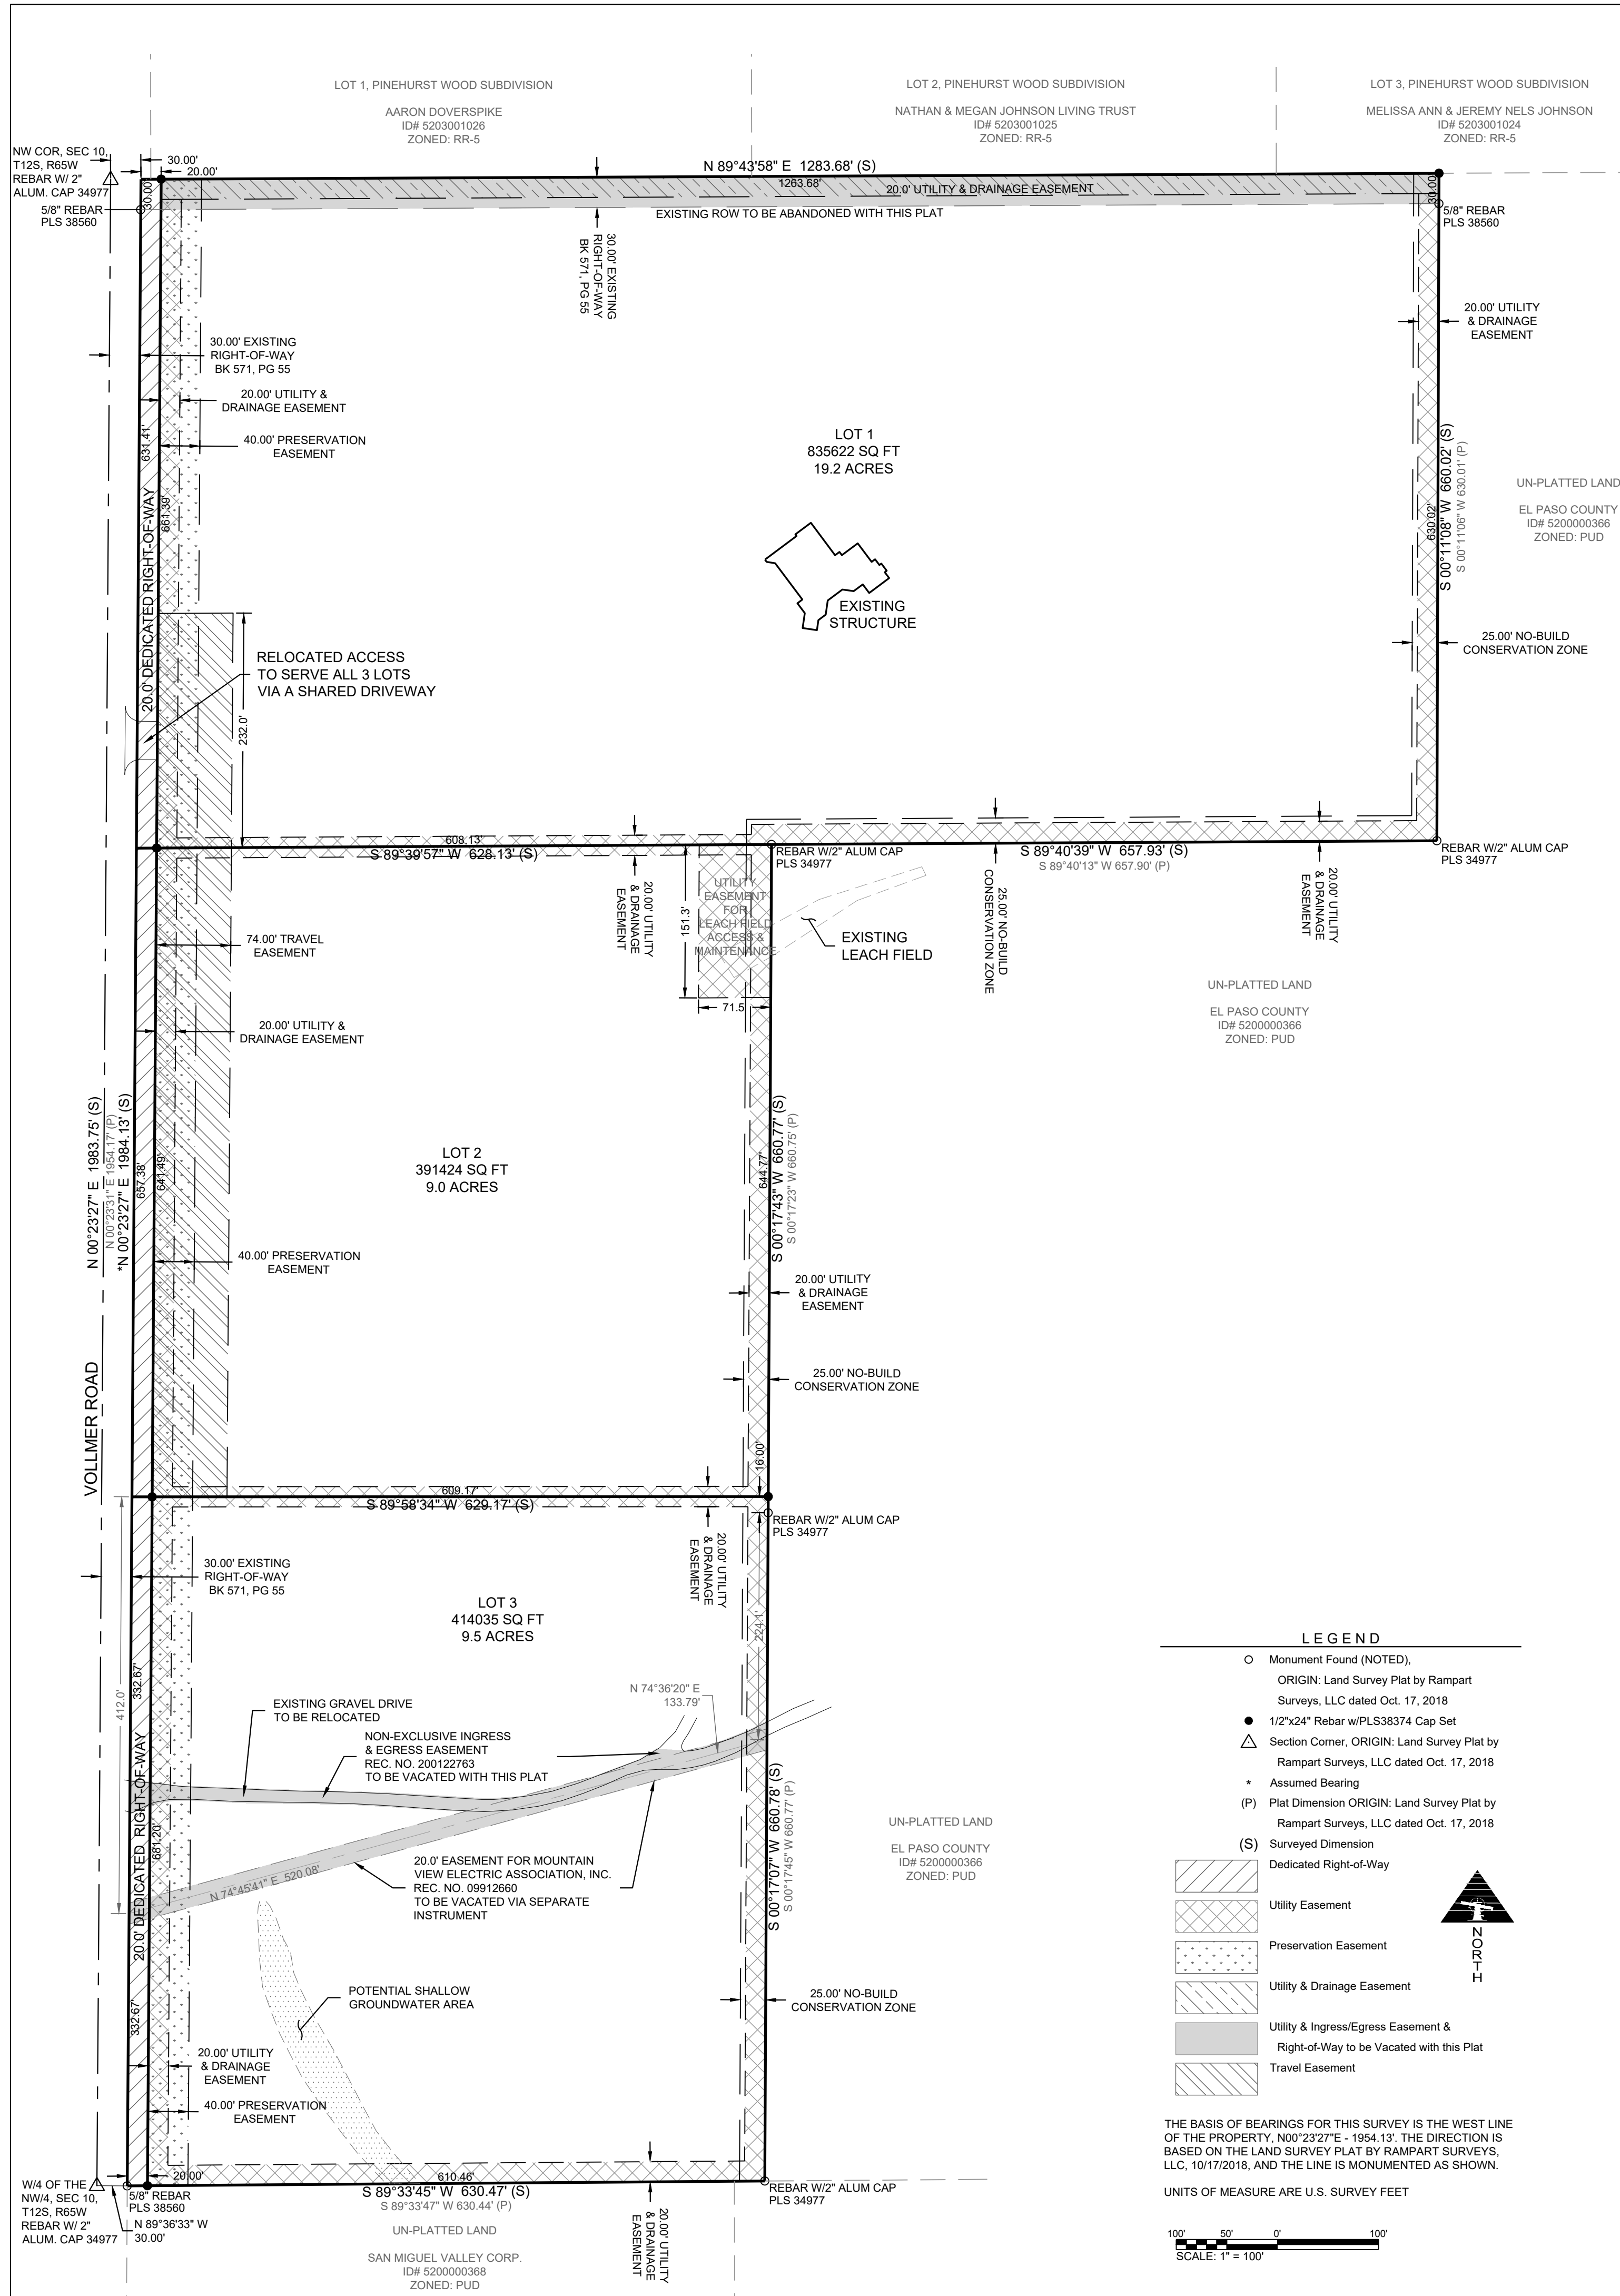 LOT 1, PINEHURST WOOD SUBDIVISION
AARON DOVERSPIKE
ID# 5203001026
ZONED: RR-5
LOT 2, PINEHURST WOOD SUBDIVISION
NATHAN & MEGAN JOHNSON LIVING TRUST
ID# 5203001025
ZONED: RR-5
LOT 3, PINEHURST WOOD SUBDIVISION
MELISSA ANN & JEREMY NELS JOHNSON
ID# 5203001024
ZONED: RR-5
NW COR, SEC 10,
T12S, R65W
REBAR W/ 2"
ALUM. CAP 34977
30.00'
20.00'
30.00'
5/8" REBAR
PLS 38560
N 89°43'58" E 1283.68' (S)
1263.68'
20.0' UTILITY & DRAINAGE EASEMENT
EXISTING ROW TO BE ABANDONED WITH THIS PLAT
30.00' EXISTING
RIGHT-OF-WAY
BK 571, PG 55
30.00'
5/8" REBAR
PLS 38560
30.00' EXISTING
RIGHT-OF-WAY
BK 571, PG 55
20.00' UTILITY &
DRAINAGE EASEMENT
40.00' PRESERVATION
EASEMENT
631.41'
661.39'
20.0' DEDICATED RIGHT-OF-WAY
LOT 1
835622 SQ FT
19.2 ACRES
EXISTING
STRUCTURE
20.00' UTILITY
& DRAINAGE
EASEMENT
S 00°11'08" W 660.02' (S)
S 00°11'06" W 630.01' (P)
630.02'
UN-PLATTED LAND
EL PASO COUNTY
ID# 5200000366
ZONED: PUD
25.00' NO-BUILD
CONSERVATION ZONE
RELOCATED ACCESS
TO SERVE ALL 3 LOTS
VIA A SHARED DRIVEWAY
232.0'
608.13'
S 89°39'57" W 628.13' (S)
REBAR W/2" ALUM CAP
PLS 34977
S 89°40'39" W 657.93' (S)
S 89°40'13" W 657.90' (P)
REBAR W/2" ALUM CAP
PLS 34977
20.00' UTILITY
& DRAINAGE
EASEMENT
151.3'
UTILITY
EASEMENT
FOR
LEACH FIELD
ACCESS &
MAINTENANCE
71.5'
EXISTING
LEACH FIELD
25.00' NO-BUILD
CONSERVATION ZONE
20.00' UTILITY
& DRAINAGE
EASEMENT
74.00' TRAVEL
EASEMENT
20.00' UTILITY &
DRAINAGE EASEMENT
UN-PLATTED LAND
EL PASO COUNTY
ID# 5200000366
ZONED: PUD
N 00°23'27" E 1983.75' (S)
N 00°23'31" E 1954.17' (P)
*N 00°23'27" E 1984.13' (S)
657.38'
641.49'
LOT 2
391424 SQ FT
9.0 ACRES
644.77'
S 00°17'43" W 660.77' (S)
S 00°17'23" W 660.75' (P)
40.00' PRESERVATION
EASEMENT
20.00' UTILITY
& DRAINAGE
EASEMENT
25.00' NO-BUILD
CONSERVATION ZONE
VOLLMER ROAD
16.00'
609.17'
S 89°58'34" W 629.17' (S)
REBAR W/2" ALUM CAP
PLS 34977
20.00' UTILITY
& DRAINAGE
EASEMENT
30.00' EXISTING
RIGHT-OF-WAY
BK 571, PG 55
LOT 3
414035 SQ FT
9.5 ACRES
224.1'
412.0'
332.67'
N 74°36'20" E
133.79'
EXISTING GRAVEL DRIVE
TO BE RELOCATED
NON-EXCLUSIVE INGRESS
& EGRESS EASEMENT
REC. NO. 200122763
TO BE VACATED WITH THIS PLAT
20.0' DEDICATED RIGHT-OF-WAY
681.20'
N 74°45'41" E 520.08'
20.0' EASEMENT FOR MOUNTAIN
VIEW ELECTRIC ASSOCIATION, INC.
REC. NO. 09912660
TO BE VACATED VIA SEPARATE
INSTRUMENT
S 00°17'07" W 660.78' (S)
S 00°17'45" W 660.77' (P)
UN-PLATTED LAND
EL PASO COUNTY
ID# 5200000366
ZONED: PUD
POTENTIAL SHALLOW
GROUNDWATER AREA
25.00' NO-BUILD
CONSERVATION ZONE
332.67'
20.00' UTILITY
& DRAINAGE
EASEMENT
40.00' PRESERVATION
EASEMENT
W/4 OF THE
NW/4, SEC 10,
T12S, R65W
REBAR W/ 2"
ALUM. CAP 34977
20.00'
5/8" REBAR
PLS 38560
N 89°36'33" W
30.00'
610.46'
S 89°33'45" W 630.47' (S)
S 89°33'47" W 630.44' (P)
UN-PLATTED LAND
SAN MIGUEL VALLEY CORP.
ID# 5200000368
ZONED: PUD
20.00' UTILITY
& DRAINAGE
EASEMENT
REBAR W/2" ALUM CAP
PLS 34977
LEGEND
Monument Found (NOTED),
ORIGIN: Land Survey Plat by Rampart
Surveys, LLC dated Oct. 17, 2018
1/2"x24" Rebar w/PLS38374 Cap Set
Section Corner, ORIGIN: Land Survey Plat by
Rampart Surveys, LLC dated Oct. 17, 2018
* Assumed Bearing
(P) Plat Dimension ORIGIN: Land Survey Plat by
Rampart Surveys, LLC dated Oct. 17, 2018
(S) Surveyed Dimension
Dedicated Right-of-Way
Utility Easement
Preservation Easement
Utility & Drainage Easement
Utility & Ingress/Egress Easement &
Right-of-Way to be Vacated with this Plat
Travel Easement
NORTH
THE BASIS OF BEARINGS FOR THIS SURVEY IS THE WEST LINE
OF THE PROPERTY, N00°23'27"E - 1954.13'. THE DIRECTION IS
BASED ON THE LAND SURVEY PLAT BY RAMPART SURVEYS,
LLC, 10/17/2018, AND THE LINE IS MONUMENTED AS SHOWN.
UNITS OF MEASURE ARE U.S. SURVEY FEET
100' 50' 0' 100'
SCALE: 1" = 100'